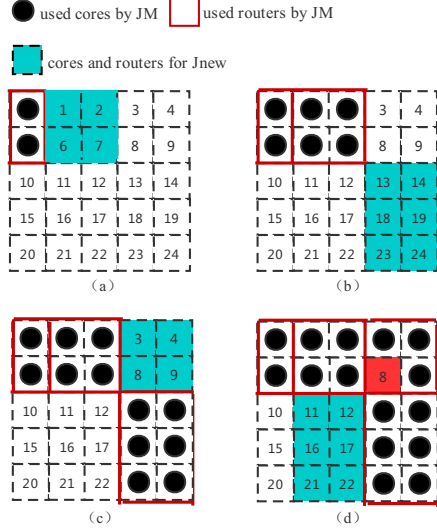 used cores by JM used routers by JM
cores and routers for Jnew
1 2 3 4
6 7 8 9
10 11 12 13 14
15 16 17 18 19
20 21 22 23 24
(a)
3 4
8 9
10 11 12 13 14
15 16 17 18 19
20 21 22 23 24
(b)
3 4
8 9
10 11 12
15 16 17
20 21 22
(c)
8
10 11 12
15 16 17
20 21 22
(d)